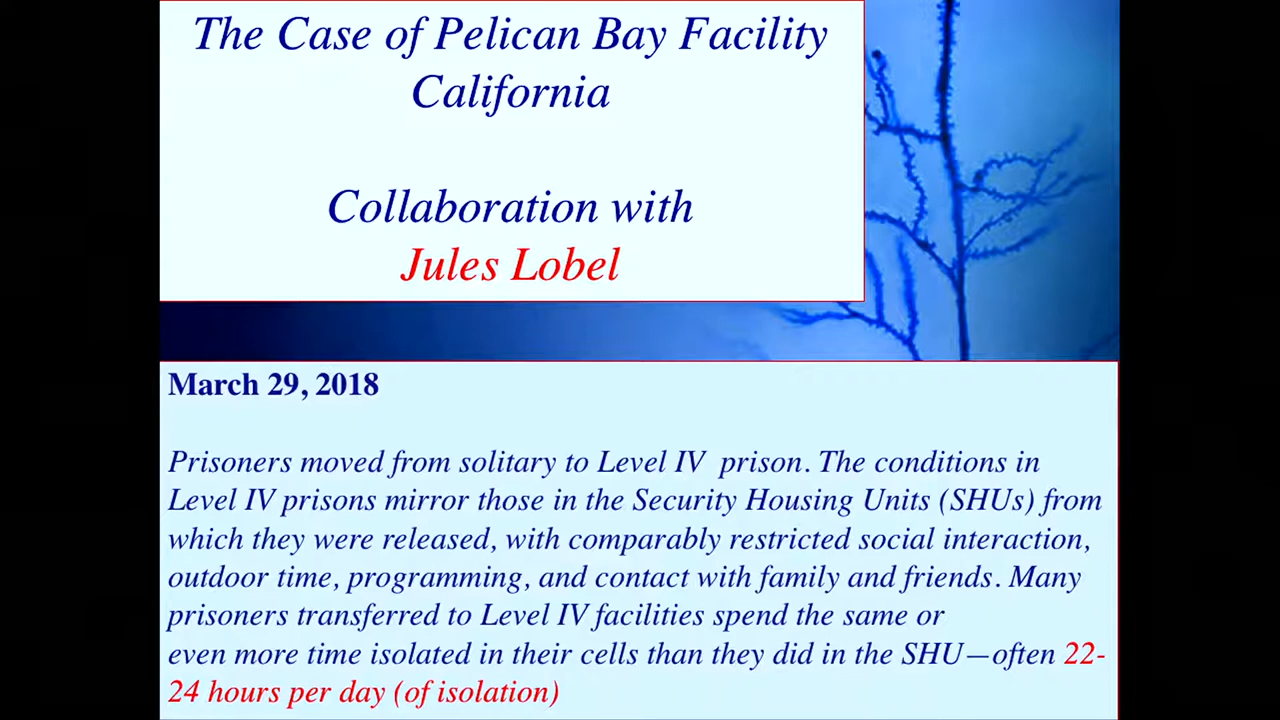 The Case of Pelican Bay Facility
California
Collaboration with
Jules Lobel
March 29, 2018
Prisoners moved from solitary to Level IV prison. The conditions in
Level IV prisons mirror those in the Security Housing Units (SHUs) from
which they were released, with comparably restricted social interaction,
outdoor time, programming, and contact with family and friends. Many
prisoners transferred to Level IV facilities spend the same or
even more time isolated in their cells than they did in the SHU—often 22-
24 hours per day (of isolation)